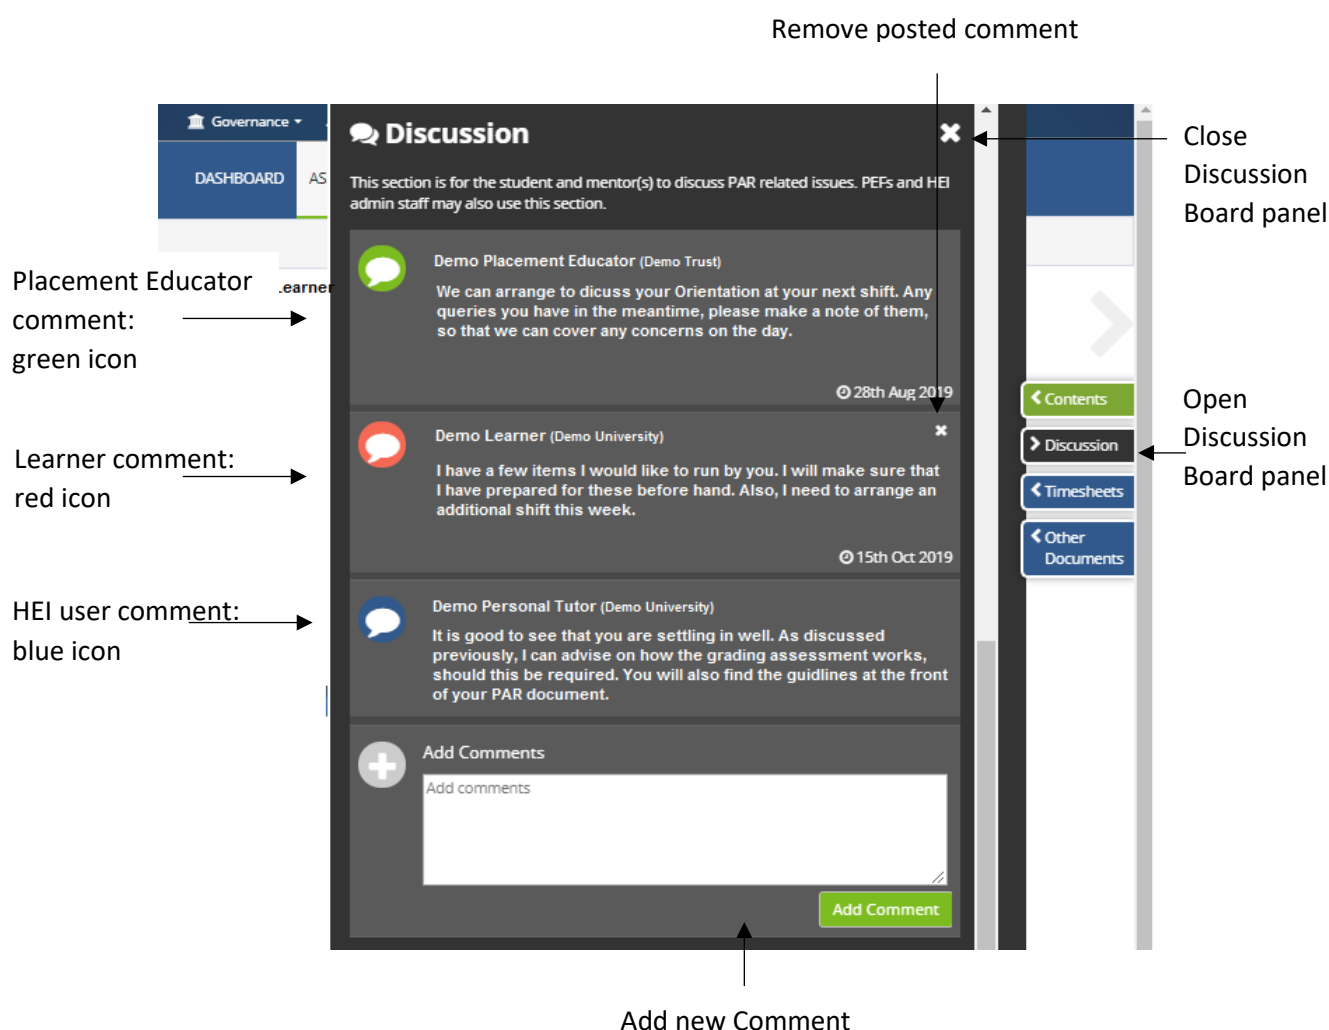 Remove posted comment
Governance
DASHBOARD AS
Discussion
This section is for the student and mentor(s) to discuss PAR related issues. PEFs and HEI
admin staff may also use this section.
Close
Discussion
Board panel
Placement Educator
comment:
green icon
earner
Demo Placement Educator (Demo Trust)
We can arrange to dicuss your Orientation at your next shift. Any
queries you have in the meantime, please make a note of them,
so that we can cover any concerns on the day.
28th Aug 2019
Learner comment:
red icon
Demo Learner (Demo University)
I have a few items I would like to run by you. I will make sure that
I have prepared for these before hand. Also, I need to arrange an
additional shift this week.
15th Oct 2019
Contents
Discussion
Timesheets
Other
Documents
Open
Discussion
Board panel
HEI user comment:
blue icon
Demo Personal Tutor (Demo University)
It is good to see that you are settling in well. As discussed
previously, I can advise on how the grading assessment works,
should this be required. You will also find the guidlines at the front
of your PAR document.
Add Comments
Add comments
Add Comment
Add new Comment